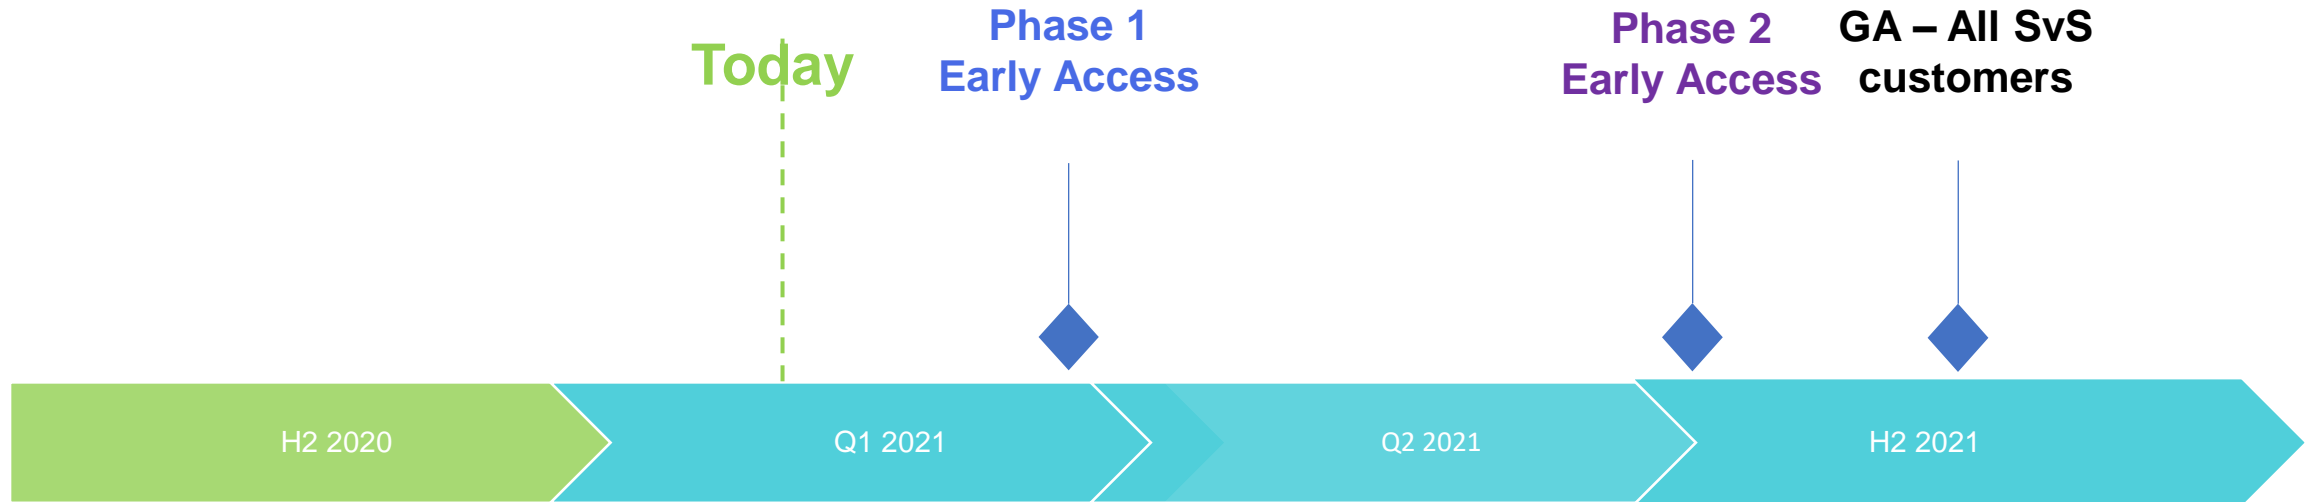 Today
Phase 1
Early Access
Phase 2
Early Access
GA – All SvS
customers
H2 2020
Q1 2021
Q2 2021
H2 2021